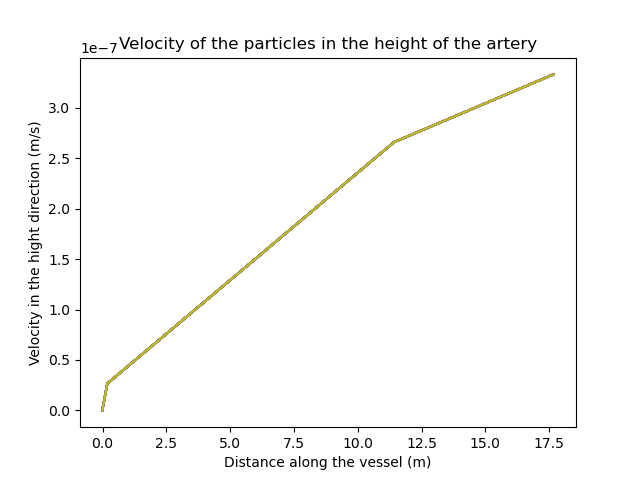 Velocity of the particles in the height of the artery
1e−7
3.0
2.5
2.0
1.5
1.0
0.5
0.0
Velocity in the hight direction (m/s)
0.0 2.5 5.0 7.5 10.0 12.5 15.0 17.5
Distance along the vessel (m)